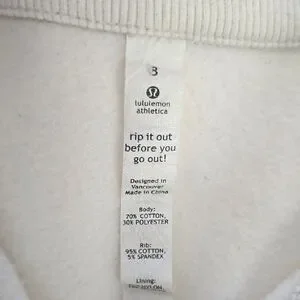 8
lululemon
athletica
rip it out
before you
go out!
Designed in
Vancouver
Made in China
Body:
70% COTTON,
30% POLYESTER
Rib:
95% COTTON,
5% SPANDEX
Lining: